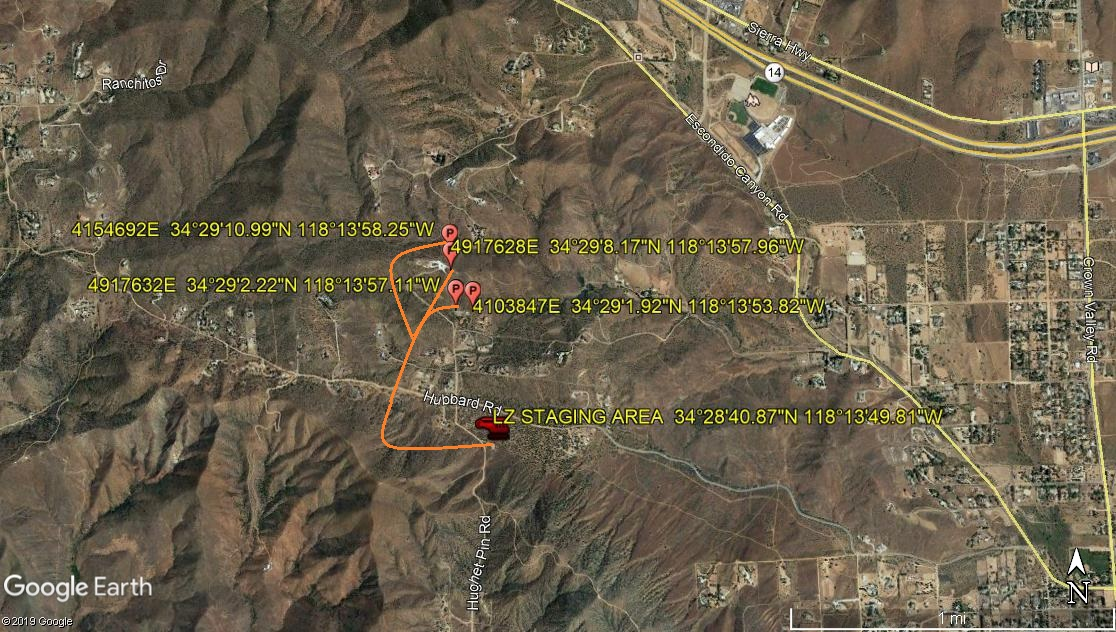 Sierra Hwy
14
Ranchitos Dr
Escondido Canyon Rd
4154692E 34°29'10.99"N 118°13'58.25"W
4917628E 34°29'8.17"N 118°13'57.96"W
4917632E 34°29'2.22"N 118°13'57.11"W
4103847E 34°29'1.92"N 118°13'53.82"W
Crown Valley Rd
Hubbard Rd
LZ STAGING AREA 34°28'40.87"N 118°13'49.81"W
Hughet Pin Rd
Google Earth
©2019 Google
1 mi
N
P
P
P